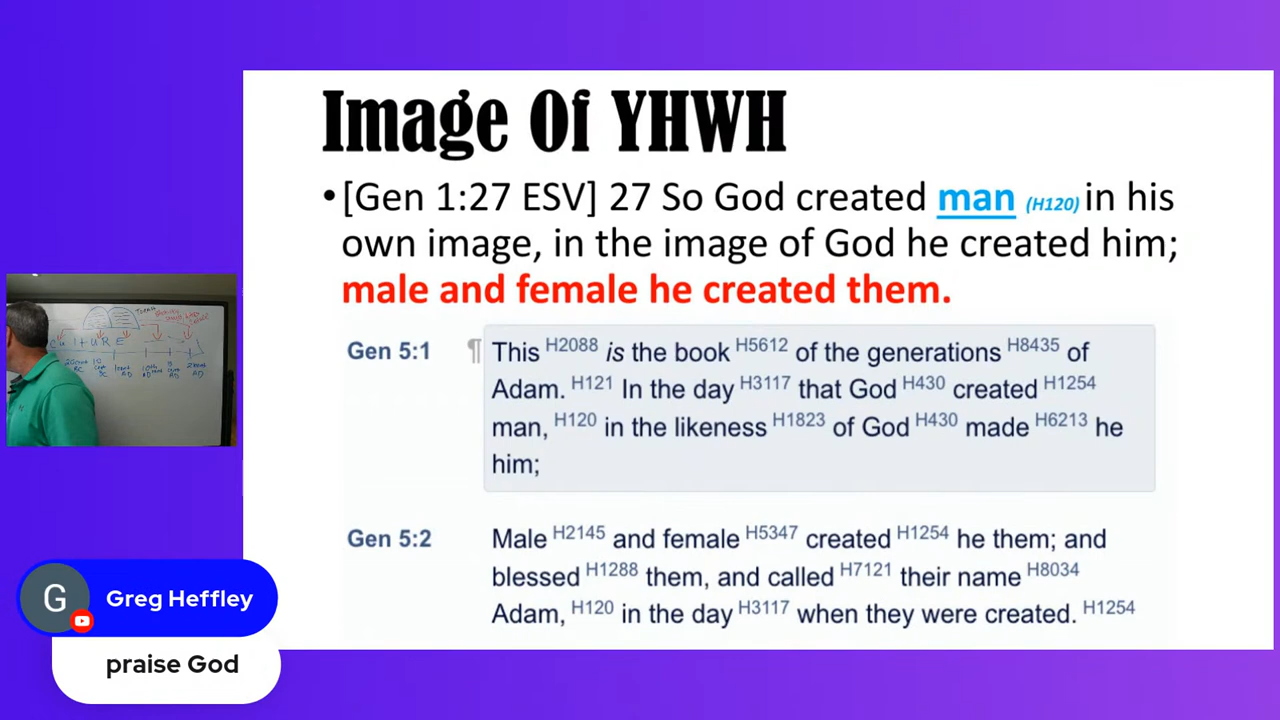 Image Of YHWH
• [Gen 1:27 ESV] 27 So God created man (H120) in his
own image, in the image of God he created him;
male and female he created them.
Gen 5:1 ¶ This H2088 is the book H5612 of the generations H8435 of
Adam. H121 In the day H3117 that God H430 created H1254
man, H120 in the likeness H1823 of God H430 made H6213 he
him;
Gen 5:2 Male H2145 and female H5347 created H1254 he them; and
blessed H1288 them, and called H7121 their name H8034
Adam, H120 in the day H3117 when they were created. H1254
G Greg Heffley
praise God